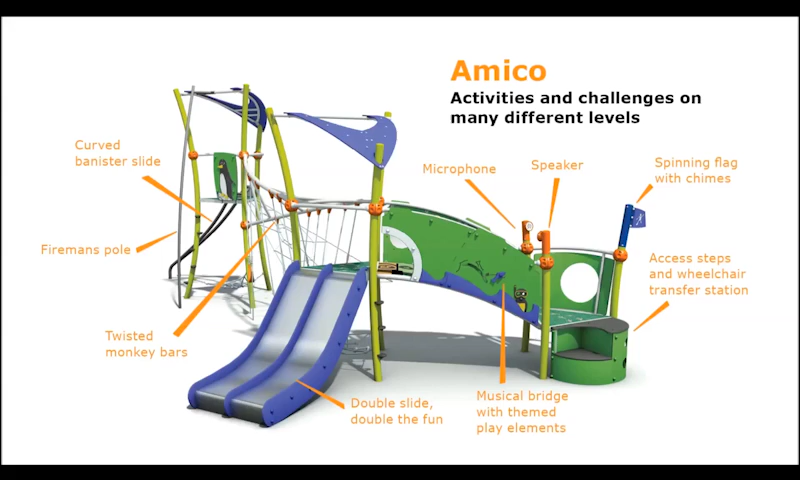 Amico
Activities and challenges on
many different levels
Curved
banister slide
Microphone
Speaker
Spinning flag
with chimes
Firemans pole
Access steps
and wheelchair
transfer station
Twisted
monkey bars
Double slide,
double the fun
Musical bridge
with themed
play elements